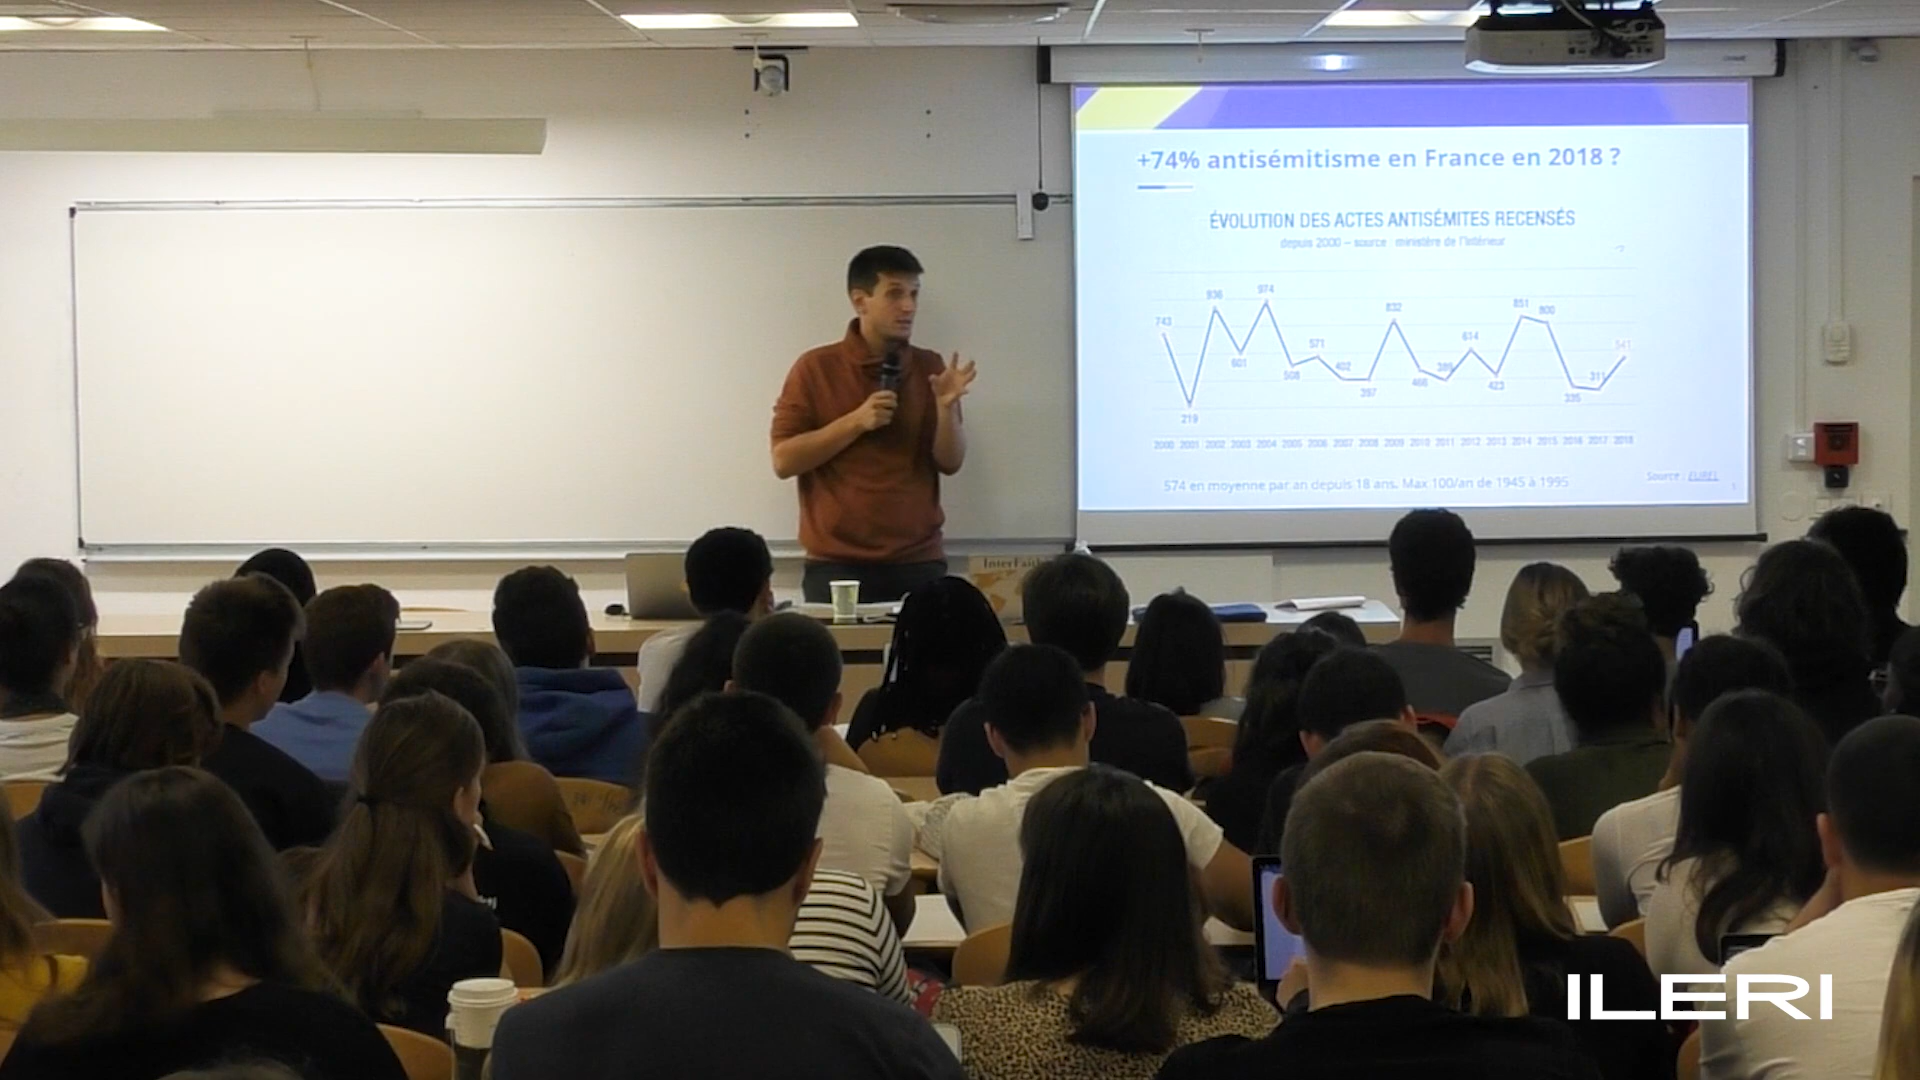 +74% antisémitisme en France en 2018 ?
ÉVOLUTION DES ACTES ANTISÉMITES RECENSÉS
depuis 2000 – source : ministère de l'Intérieur
743
219
936
601
974
508
571
402
397
832
466
389
614
423
851
800
335
311
541
2000 2001 2002 2003 2004 2005 2006 2007 2008 2009 2010 2011 2012 2013 2014 2015 2016 2017 2018
574 en moyenne par an depuis 18 ans. Max 100/an de 1945 à 1995
Source : EUREL
InterFaith
ILERI